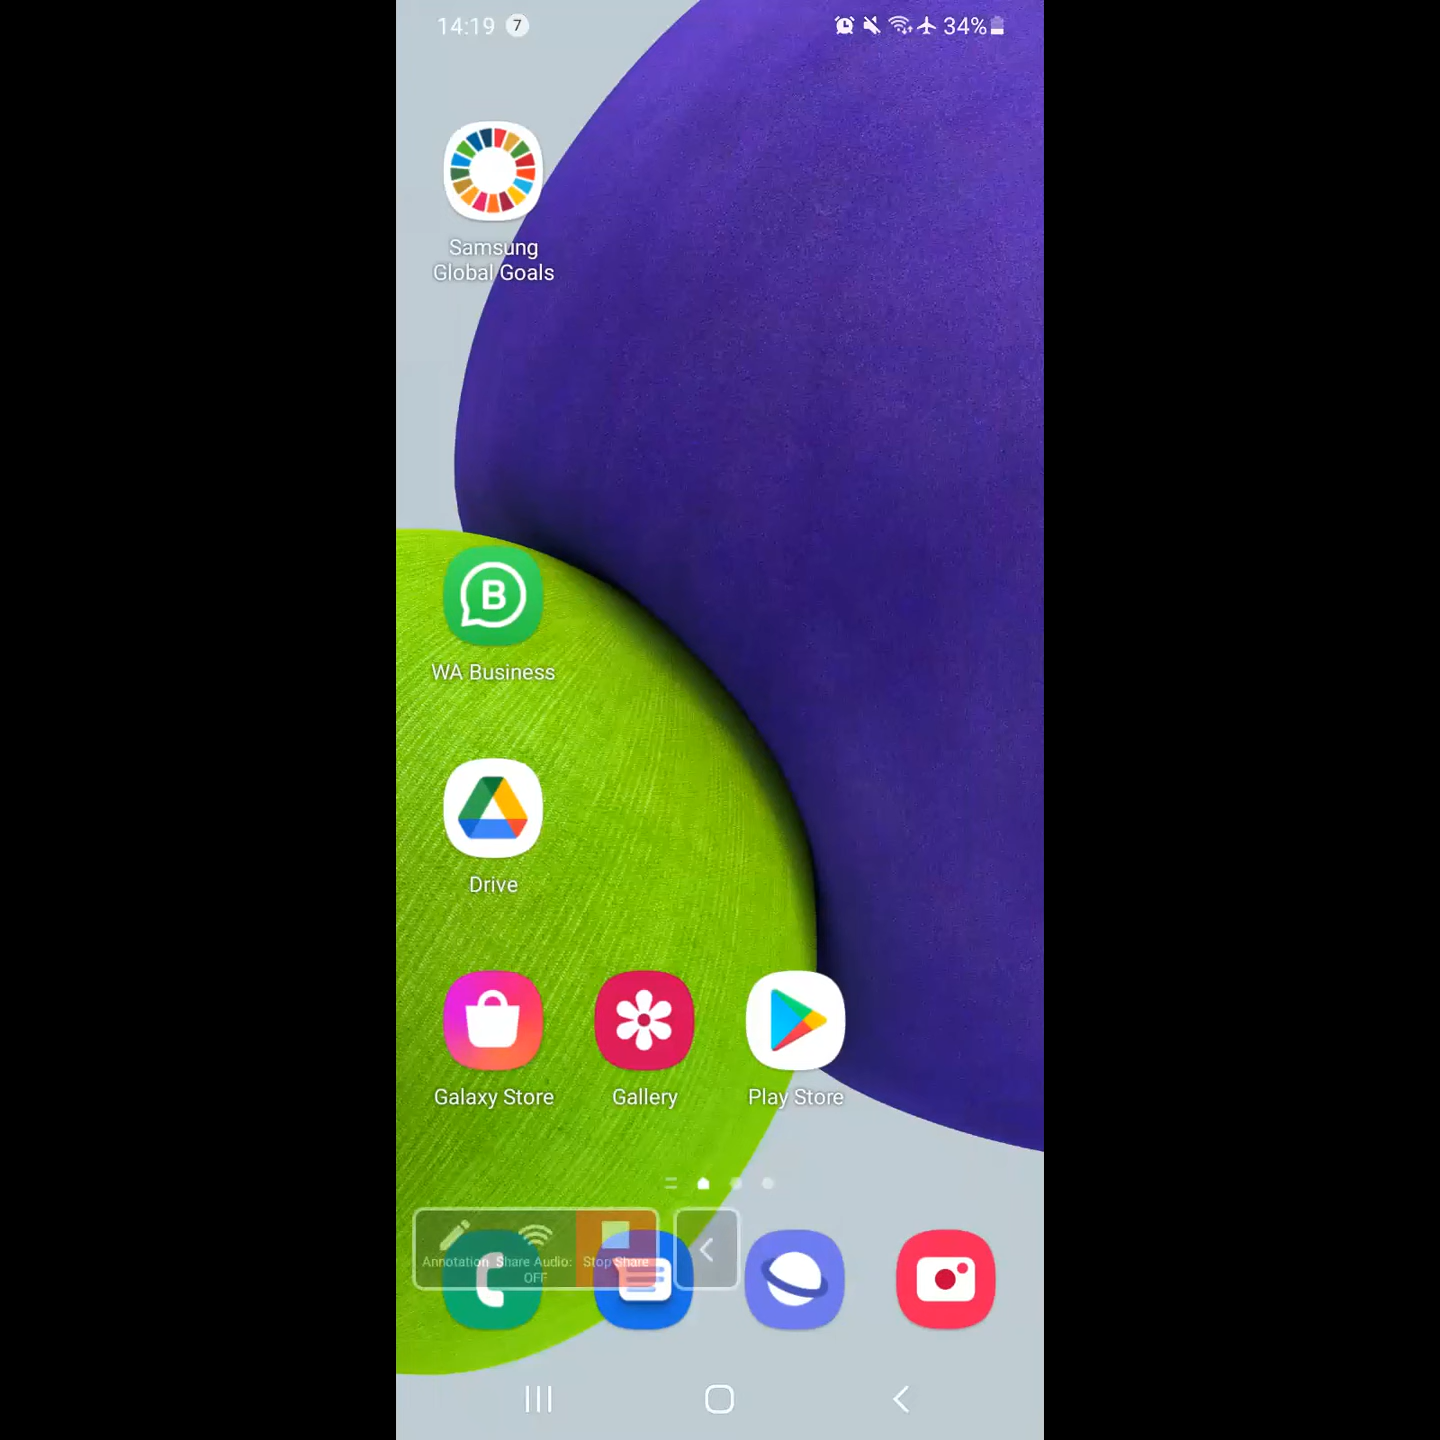 14:19 7 34%
Samsung
Global Goals
B
WA Business
Drive
Galaxy Store Gallery Play Store
Annotation Share Audio: Stop Share
OFF